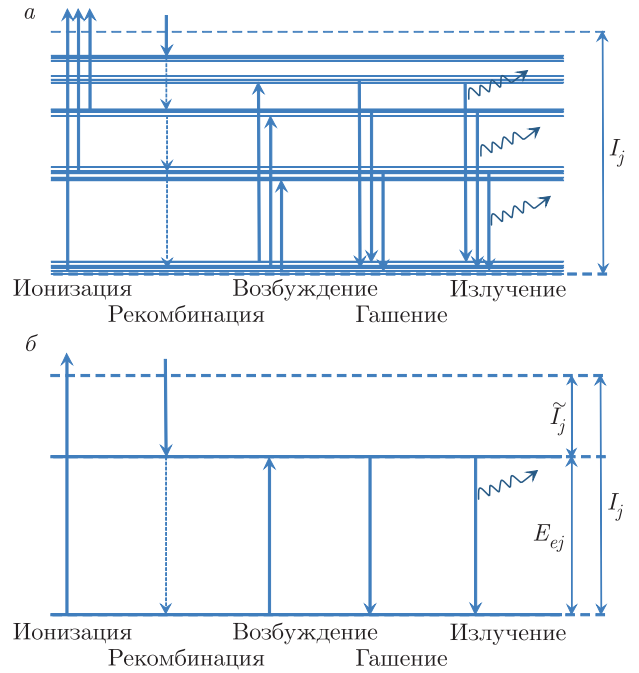 а
I_j
Ионизация Возбуждение Излучение
Рекомбинация Гашение
б
Ĩ_j
I_j
E_ej
Ионизация Возбуждение Излучение
Рекомбинация Гашение